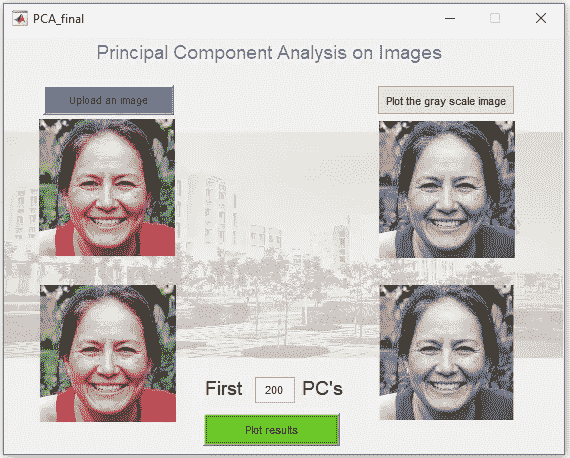 PCA_final
Principal Component Analysis on Images
Upload an image
Plot the gray scale image
First 200 PC's
Plot results